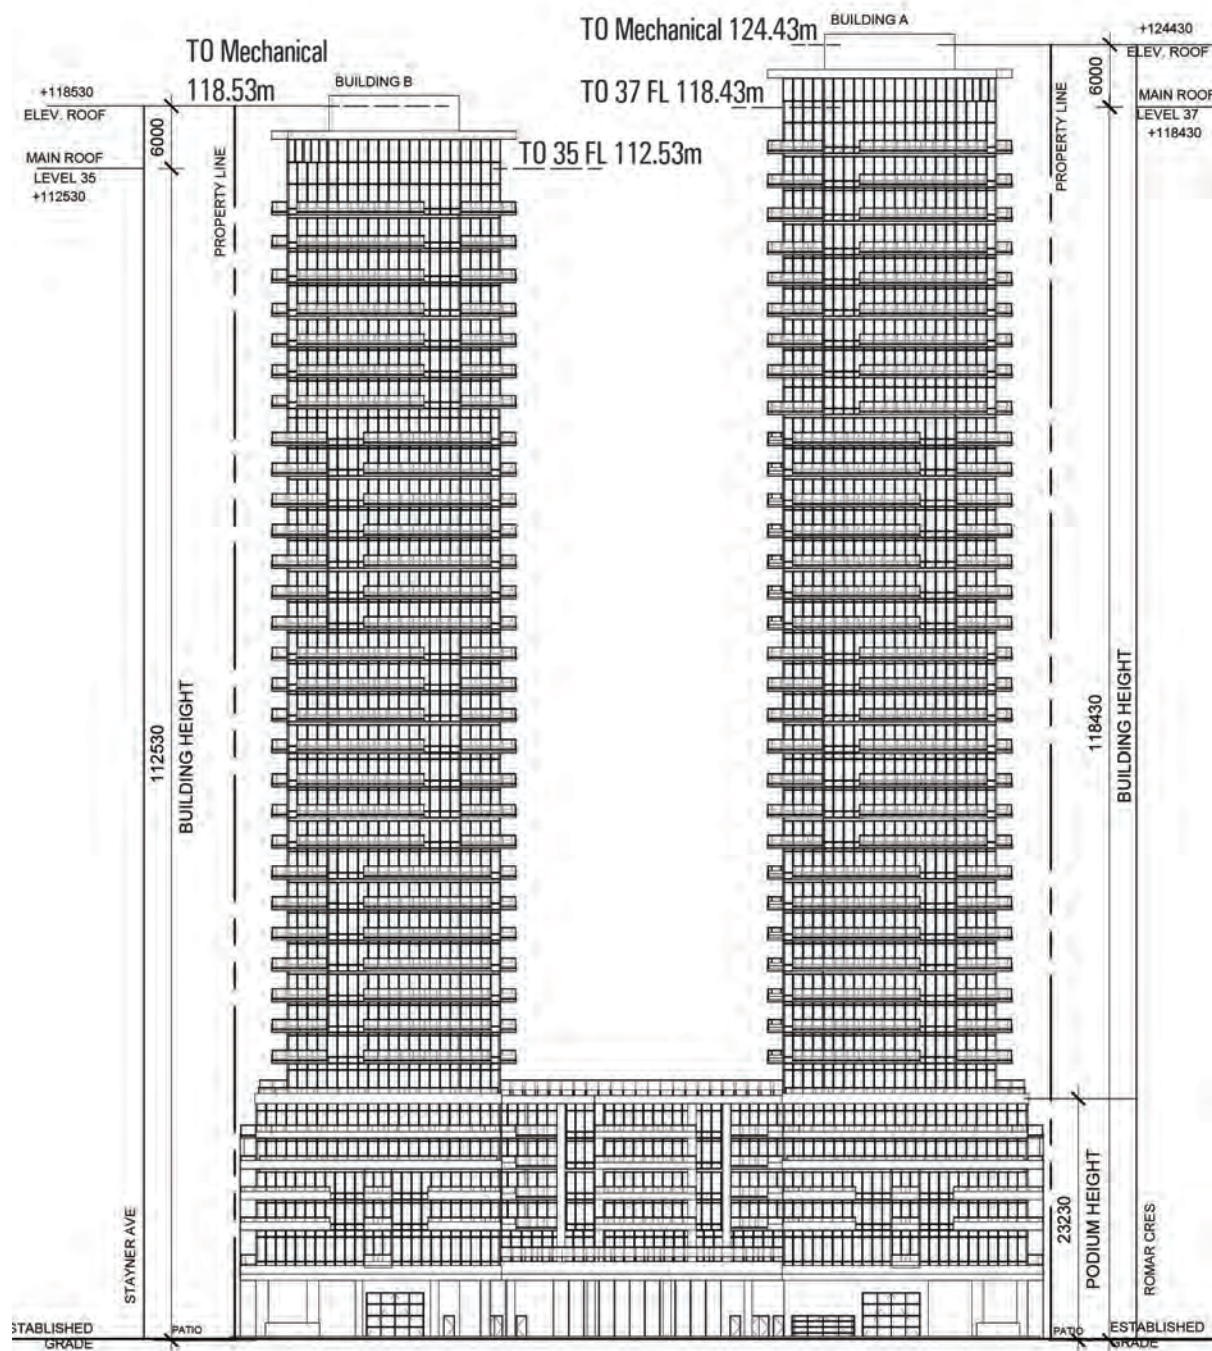 BUILDING A
TO Mechanical 124.43m
+124430
ELEV. ROOF
TO Mechanical
118.53m
BUILDING B
+118530
ELEV. ROOF
6000
6000
TO 37 FL 118.43m
MAIN ROOF
LEVEL 37
+118430
MAIN ROOF
LEVEL 35
+112530
TO 35 FL 112.53m
PROPERTY LINE
PROPERTY LINE
112530
BUILDING HEIGHT
118430
BUILDING HEIGHT
23230
PODIUM HEIGHT
STAYNER AVE
ROMAR CRES
STABLISHED
GRADE
PATIO
PATIO
ESTABLISHED
GRADE